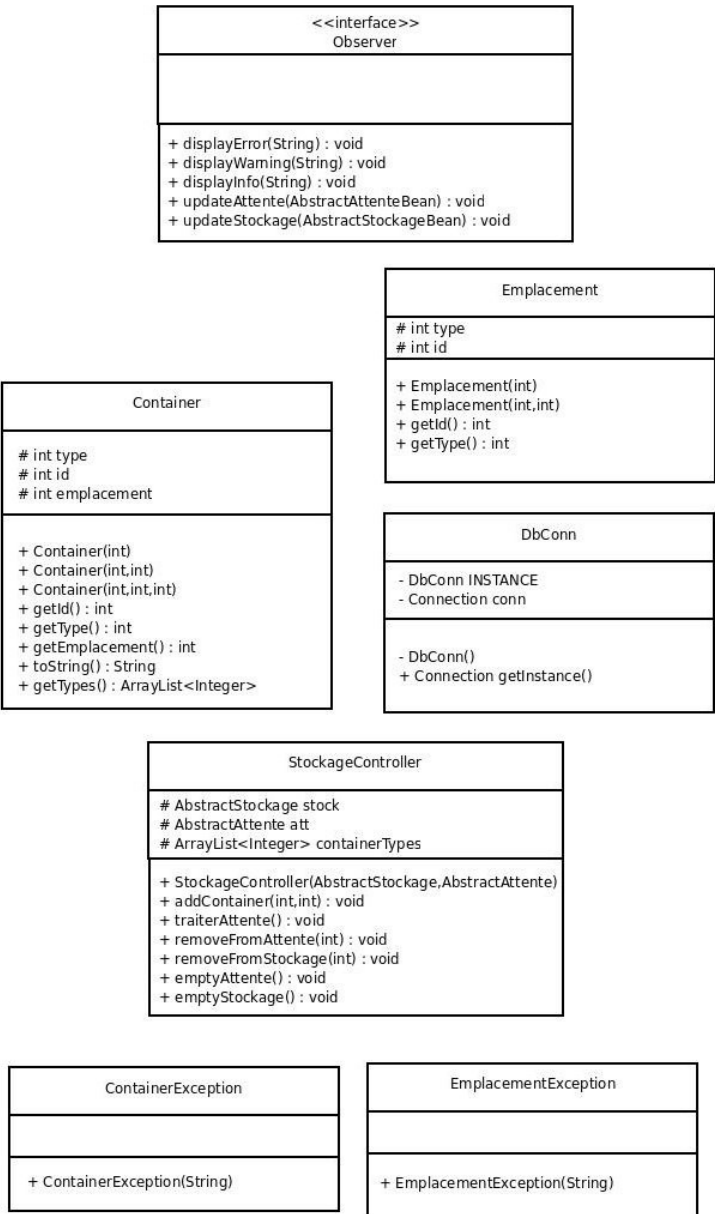 <<interface>>
Observer
+ displayError(String) : void
+ displayWarning(String) : void
+ displayInfo(String) : void
+ updateAttente(AbstractAttenteBean) : void
+ updateStockage(AbstractStockageBean) : void
Emplacement
# int type
# int id
+ Emplacement(int)
+ Emplacement(int,int)
+ getId() : int
+ getType() : int
Container
# int type
# int id
# int emplacement
+ Container(int)
+ Container(int,int)
+ Container(int,int,int)
+ getId() : int
+ getType() : int
+ getEmplacement() : int
+ toString() : String
+ getTypes() : ArrayList<Integer>
DbConn
- DbConn INSTANCE
- Connection conn
- DbConn()
+ Connection getInstance()
StockageController
# AbstractStockage stock
# AbstractAttente att
# ArrayList<Integer> containerTypes
+ StockageController(AbstractStockage,AbstractAttente)
+ addContainer(int,int) : void
+ traiterAttente() : void
+ removeFromAttente(int) : void
+ removeFromStockage(int) : void
+ emptyAttente() : void
+ emptyStockage() : void
ContainerException
+ ContainerException(String)
EmplacementException
+ EmplacementException(String)